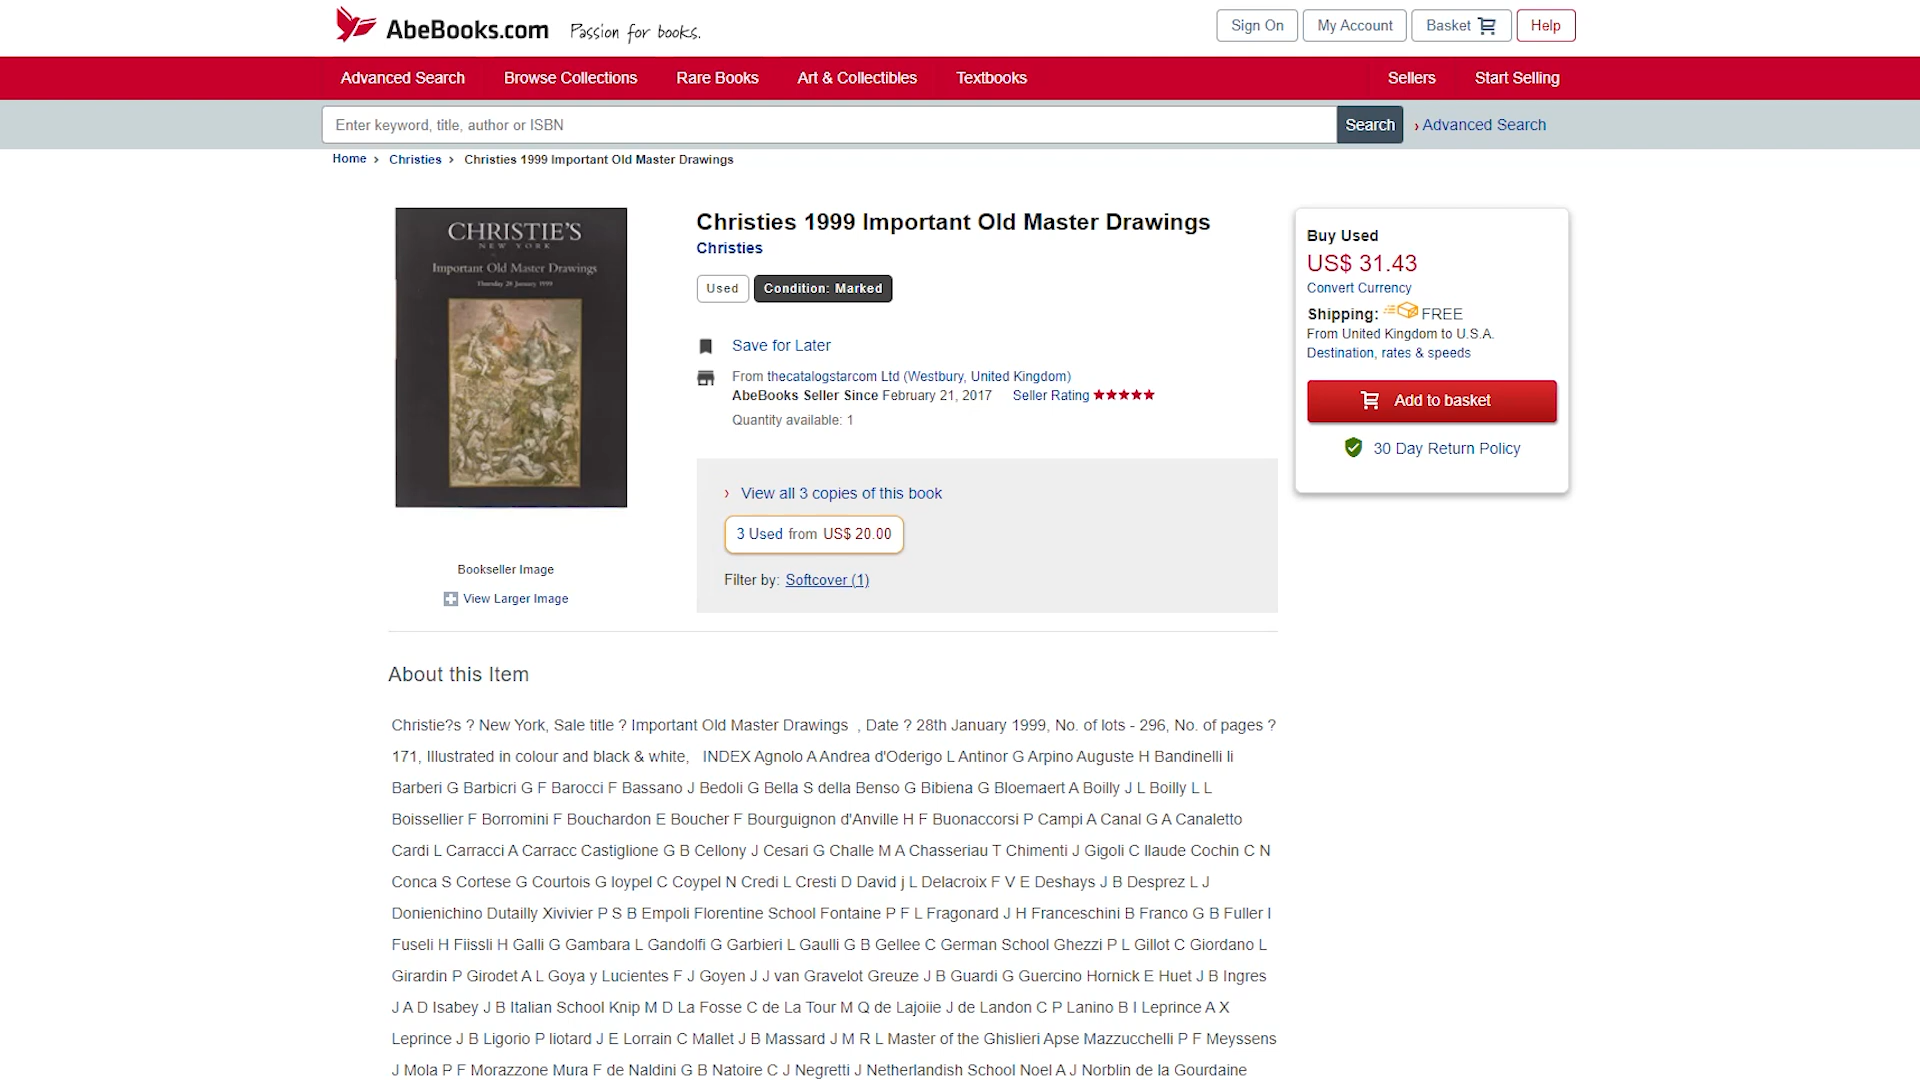 AbeBooks.com Passion for books.
Sign On My Account Basket Help
Advanced Search Browse Collections Rare Books Art & Collectibles Textbooks Sellers Start Selling
Enter keyword, title, author or ISBN Search › Advanced Search
Home › Christies › Christies 1999 Important Old Master Drawings
CHRISTIE'S
NEW YORK
Important Old Master Drawings
Thursday 28 January 1999
Bookseller Image
View Larger Image
Christies 1999 Important Old Master Drawings
Christies
Used Condition: Marked
Save for Later
From thecatalogstarcom Ltd (Westbury, United Kingdom)
AbeBooks Seller Since February 21, 2017 Seller Rating ★★★★★
Quantity available: 1
› View all 3 copies of this book
3 Used from US$ 20.00
Filter by: Softcover (1)
Buy Used
US$ 31.43
Convert Currency
Shipping: FREE
From United Kingdom to U.S.A.
Destination, rates & speeds
Add to basket
30 Day Return Policy
About this Item
Christie?s ? New York, Sale title ? Important Old Master Drawings , Date ? 28th January 1999, No. of lots - 296, No. of pages ?
171, Illustrated in colour and black & white, INDEX Agnolo A Andrea d'Oderigo L Antinor G Arpino Auguste H Bandinelli li
Barberi G Barbicri G F Barocci F Bassano J Bedoli G Bella S della Benso G Bibiena G Bloemaert A Boilly J L Boilly L L
Boissellier F Borromini F Bouchardon E Boucher F Bourguignon d'Anville H F Buonaccorsi P Campi A Canal G A Canaletto
Cardi L Carracci A Carracc Castiglione G B Cellony J Cesari G Challe M A Chasseriau T Chimenti J Gigoli C llaude Cochin C N
Conca S Cortese G Courtois G loypel C Coypel N Credi L Cresti D David j L Delacroix F V E Deshays J B Desprez L J
Donienichino Dutailly Xivivier P S B Empoli Florentine School Fontaine P F L Fragonard J H Franceschini B Franco G B Fuller I
Fuseli H Fiissli H Galli G Gambara L Gandolfi G Garbieri L Gaulli G B Gellee C German School Ghezzi P L Gillot C Giordano L
Girardin P Girodet A L Goya y Lucientes F J Goyen J J van Gravelot Greuze J B Guardi G Guercino Hornick E Huet J B Ingres
J A D Isabey J B Italian School Knip M D La Fosse C de La Tour M Q de Lajoiie J de Landon C P Lanino B I Leprince A X
Leprince J B Ligorio P liotard J E Lorrain C Mallet J B Massard J M R L Master of the Ghislieri Apse Mazzucchelli P F Meyssens
J Mola P F Morazzone Mura F de Naldini G B Natoire C J Negretti J Netherlandish School Noel A J Norblin de la Gourdaine